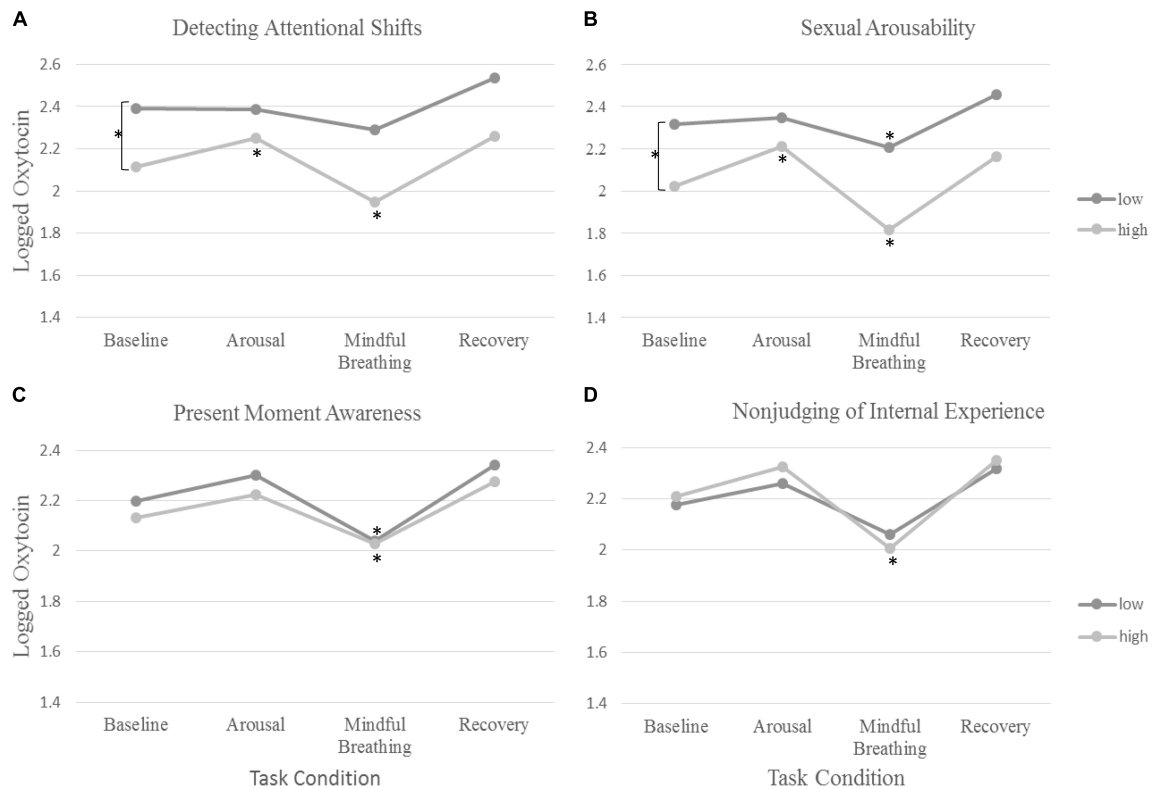 A
Detecting Attentional Shifts
Logged Oxytocin
2.6
2.4
2.2
2
1.8
1.6
1.4
*
*
*
Baseline Arousal Mindful Recovery
Breathing
B
Sexual Arousability
2.6
2.4
2.2
2
1.8
1.6
1.4
*
*
*
*
Baseline Arousal Mindful Recovery
Breathing
low
high
C
Present Moment Awareness
Logged Oxytocin
2.4
2.2
2
1.8
1.6
1.4
*
*
Baseline Arousal Mindful Recovery
Breathing
Task Condition
D
Nonjudging of Internal Experience
2.4
2.2
2
1.8
1.6
1.4
*
Baseline Arousal Mindful Recovery
Breathing
Task Condition
low
high